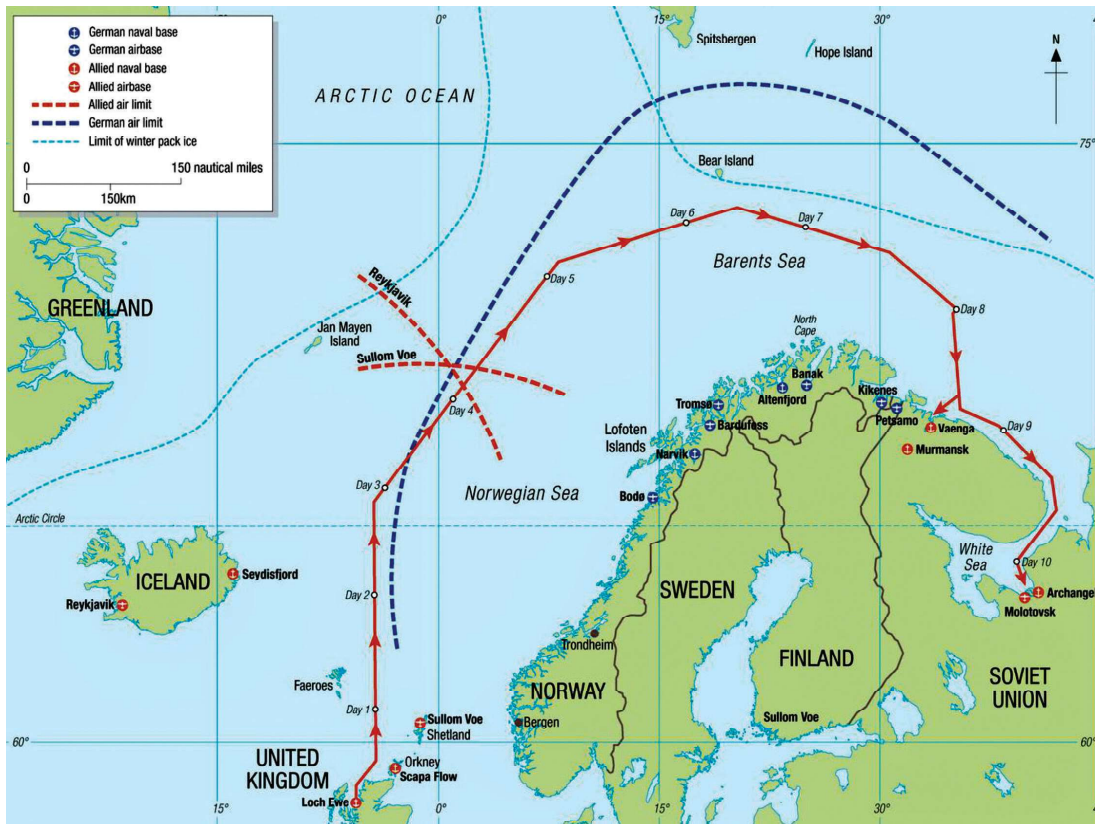 15°
0°
15°
30°
German naval base
German airbase
Allied naval base
Allied airbase
Allied air limit
German air limit
Limit of winter pack ice
0
150 nautical miles
0
150km
Spitsbergen
Hope Island
N
ARCTIC OCEAN
75°
Bear Island
Day 6
Day 7
Barents Sea
Day 5
Reykjavik
GREENLAND
Day 8
Jan Mayen
Island
North
Cape
Sullom Voe
Banak
Altenfjord
Kikenes
Tromsø
Petsamo
Day 4
Bardufoss
Vaenga
Day 9
Lofoten
Islands
Murmansk
Narvik
Day 3
Norwegian Sea
Bodø
Arctic Circle
White
Sea
Day 10
ICELAND
Seydisfjord
Reykjavik
Day 2
SWEDEN
Archangel
Molotovsk
Trondheim
FINLAND
Faeroes
NORWAY
SOVIET
UNION
Day 1
Sullom Voe
Shetland
Bergen
Sullom Voe
60°
60°
UNITED
KINGDOM
Orkney
Scapa Flow
Loch Ewe
15°
0°
15°
30°